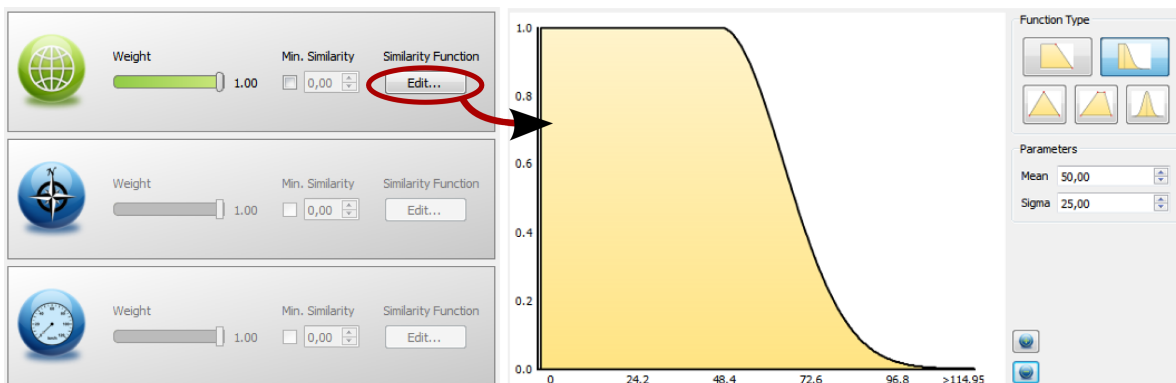 Weight Min. Similarity Similarity Function
1.00 0,00 Edit...
N
Weight Min. Similarity Similarity Function
1.00 0,00 Edit...
Weight Min. Similarity Similarity Function
1.00 0,00 Edit...
1.0
0.8
0.6
0.4
0.2
0.0
0 24.2 48.4 72.6 96.8 >114.95
Function Type
Parameters
Mean 50,00
Sigma 25,00